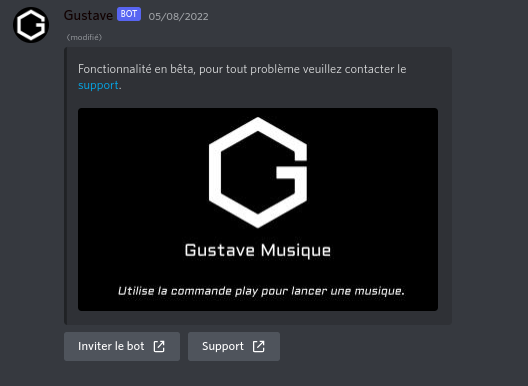 Gustave BOT 05/08/2022
(modifié)
Fonctionnalité en bêta, pour tout problème veuillez contacter le
support.
G
Gustave Musique
Utilise la commande play pour lancer une musique.
Inviter le bot Support